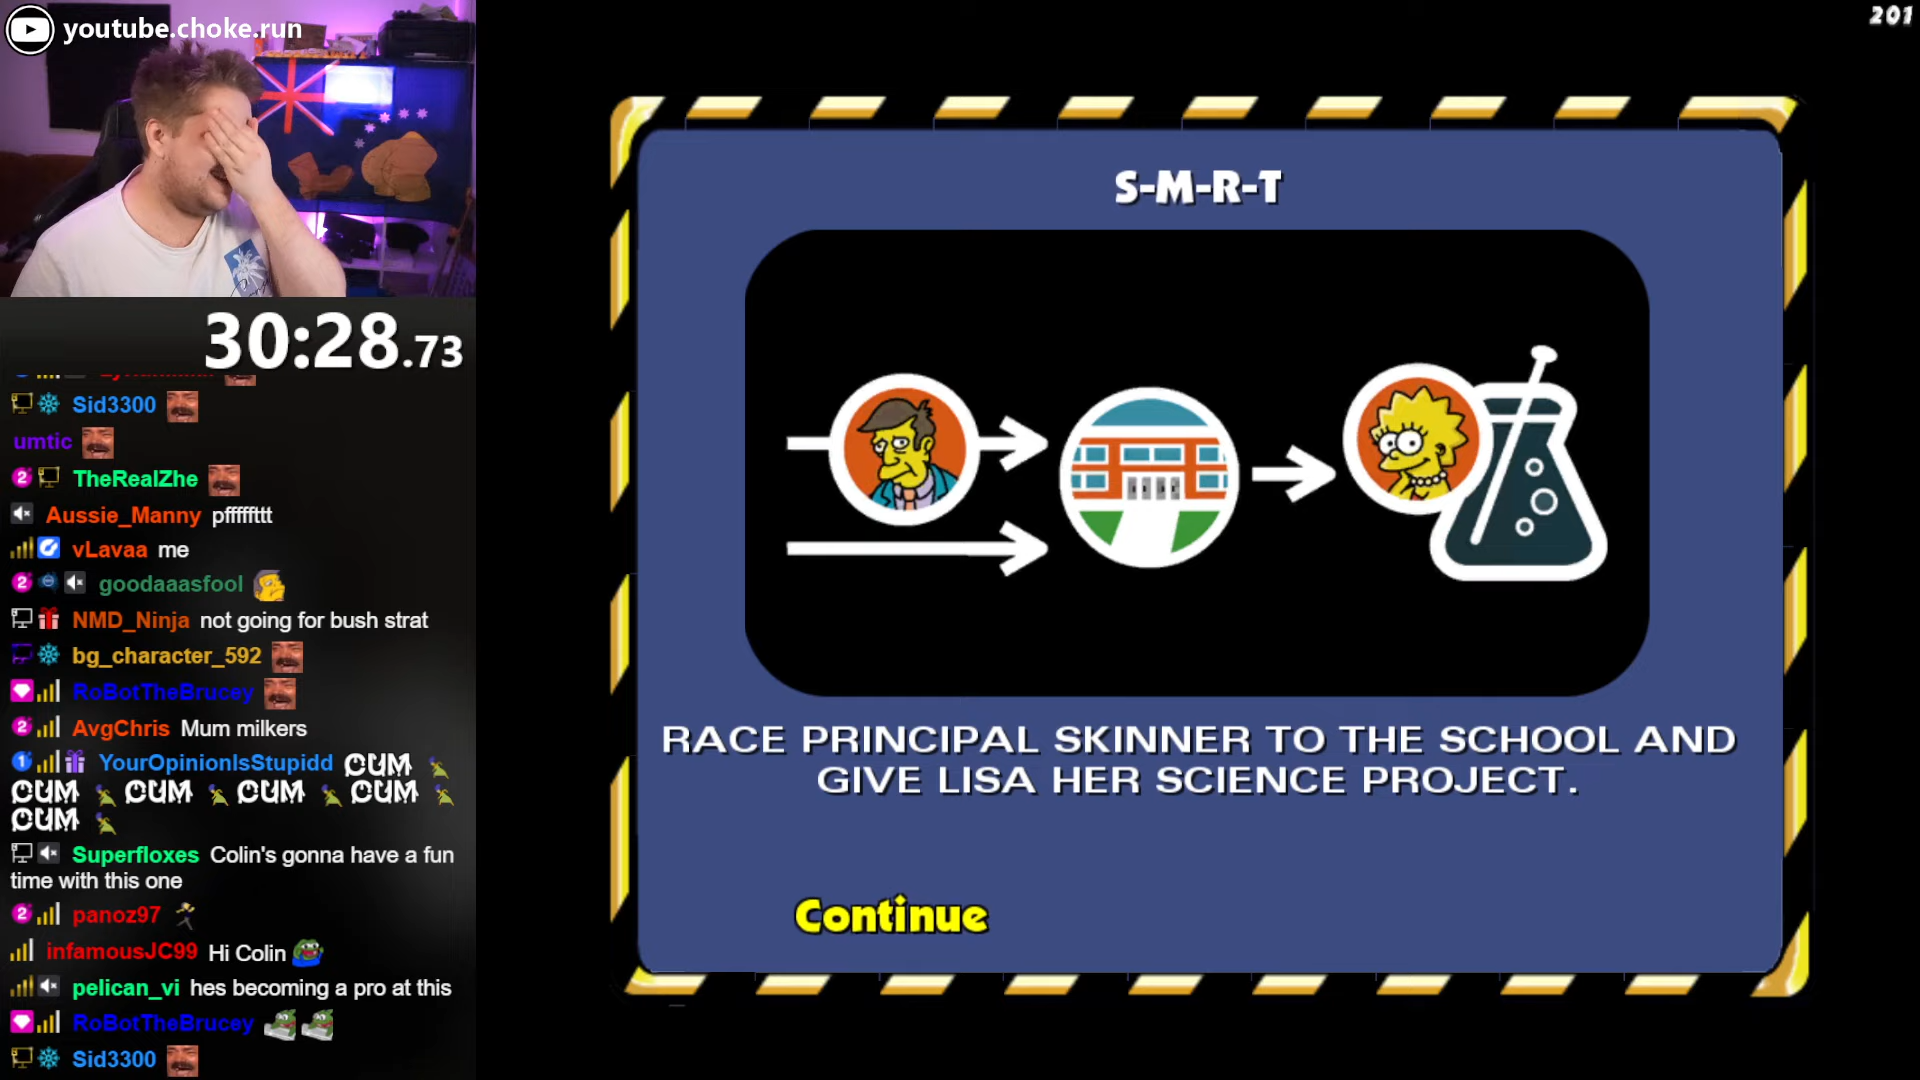 youtube.choke.run
201
30:28.73
Sid3300
umtic
TheRealZhe
Aussie_Manny pfffffttt
vLavaa me
goodaaasfool
NMD_Ninja not going for bush strat
bg_character_592
RoBotTheBrucey
AvgChris Mum milkers
YourOpinionIsStupidd CUM
CUM CUM CUM CUM
CUM
Superfloxes Colin's gonna have a fun
time with this one
panoz97
infamousJC99 Hi Colin
pelican_vi hes becoming a pro at this
RoBotTheBrucey
Sid3300
S-M-R-T
RACE PRINCIPAL SKINNER TO THE SCHOOL AND
GIVE LISA HER SCIENCE PROJECT.
Continue